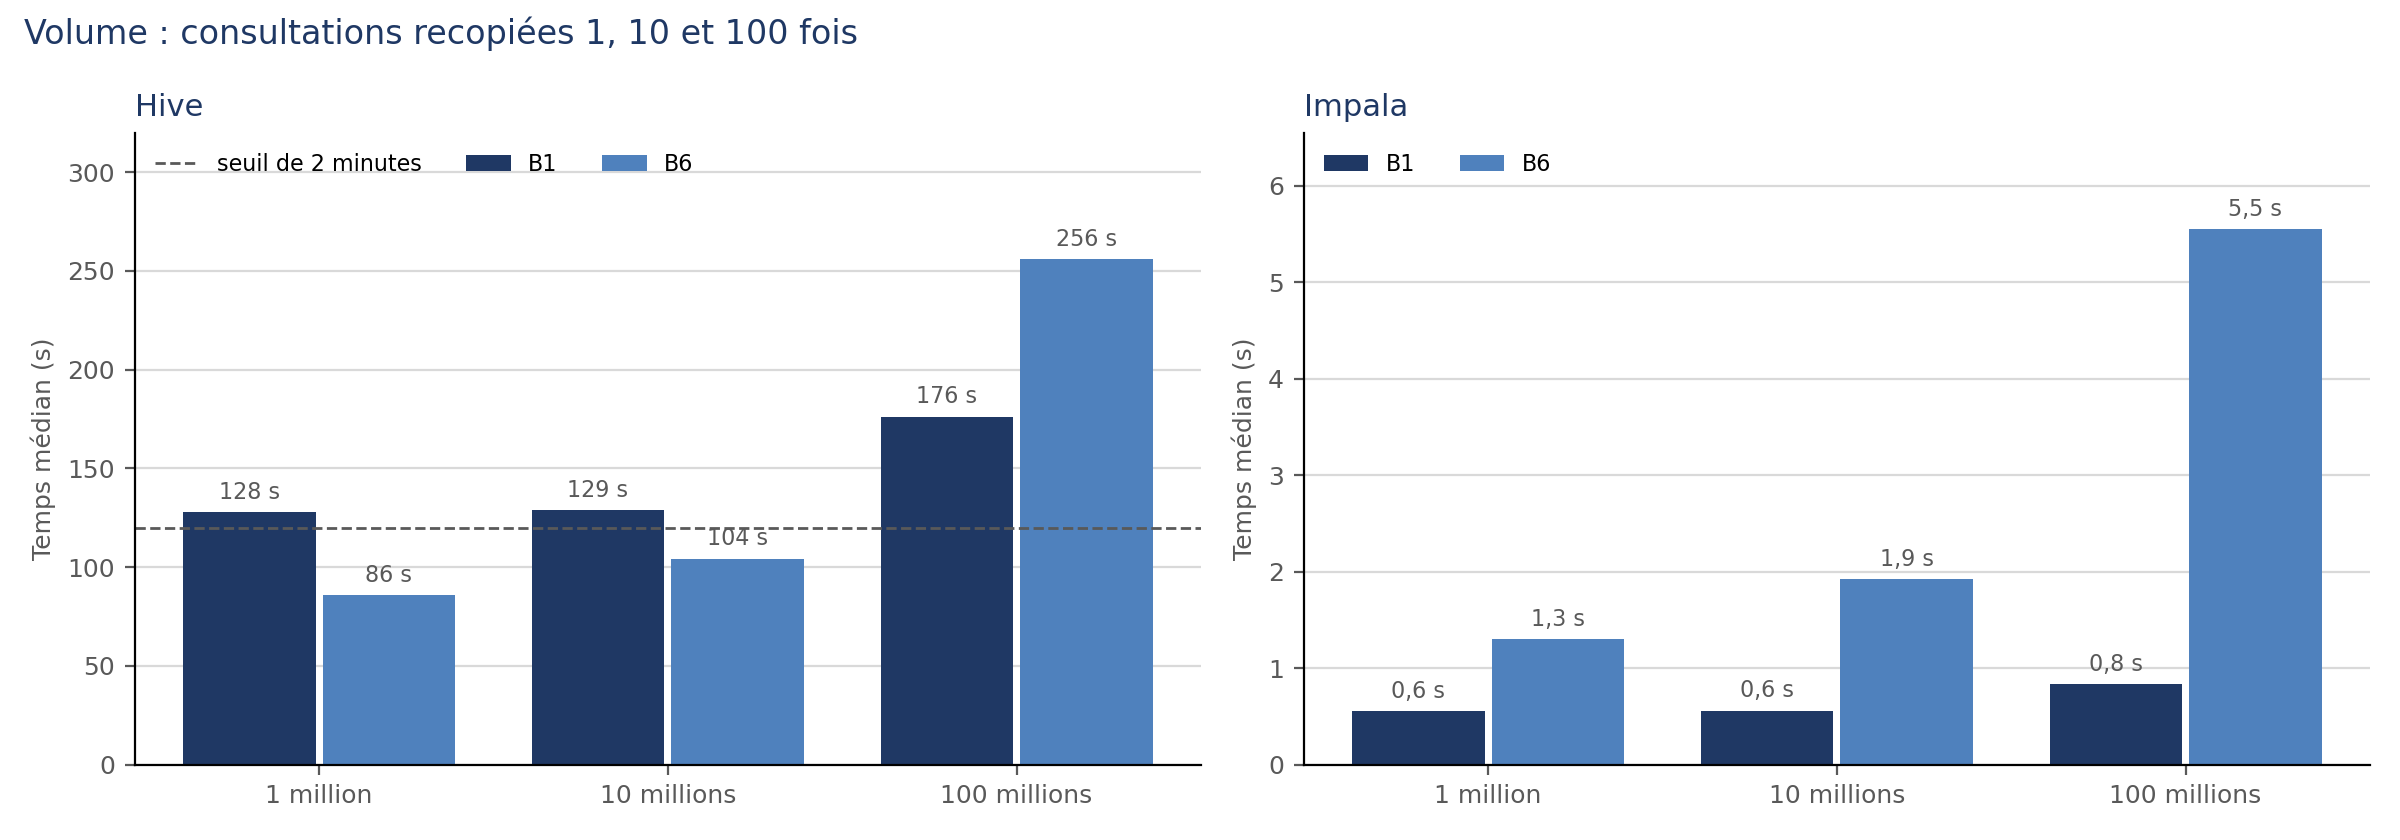 Volume : consultations recopiées 1, 10 et 100 fois
Hive
seuil de 2 minutes B1 B6
Temps médian (s)
300
250
200
150
100
50
0
128 s
86 s
129 s
104 s
176 s
256 s
1 million
10 millions
100 millions
Impala
B1 B6
Temps médian (s)
6
5
4
3
2
1
0
0,6 s
1,3 s
0,6 s
1,9 s
0,8 s
5,5 s
1 million
10 millions
100 millions